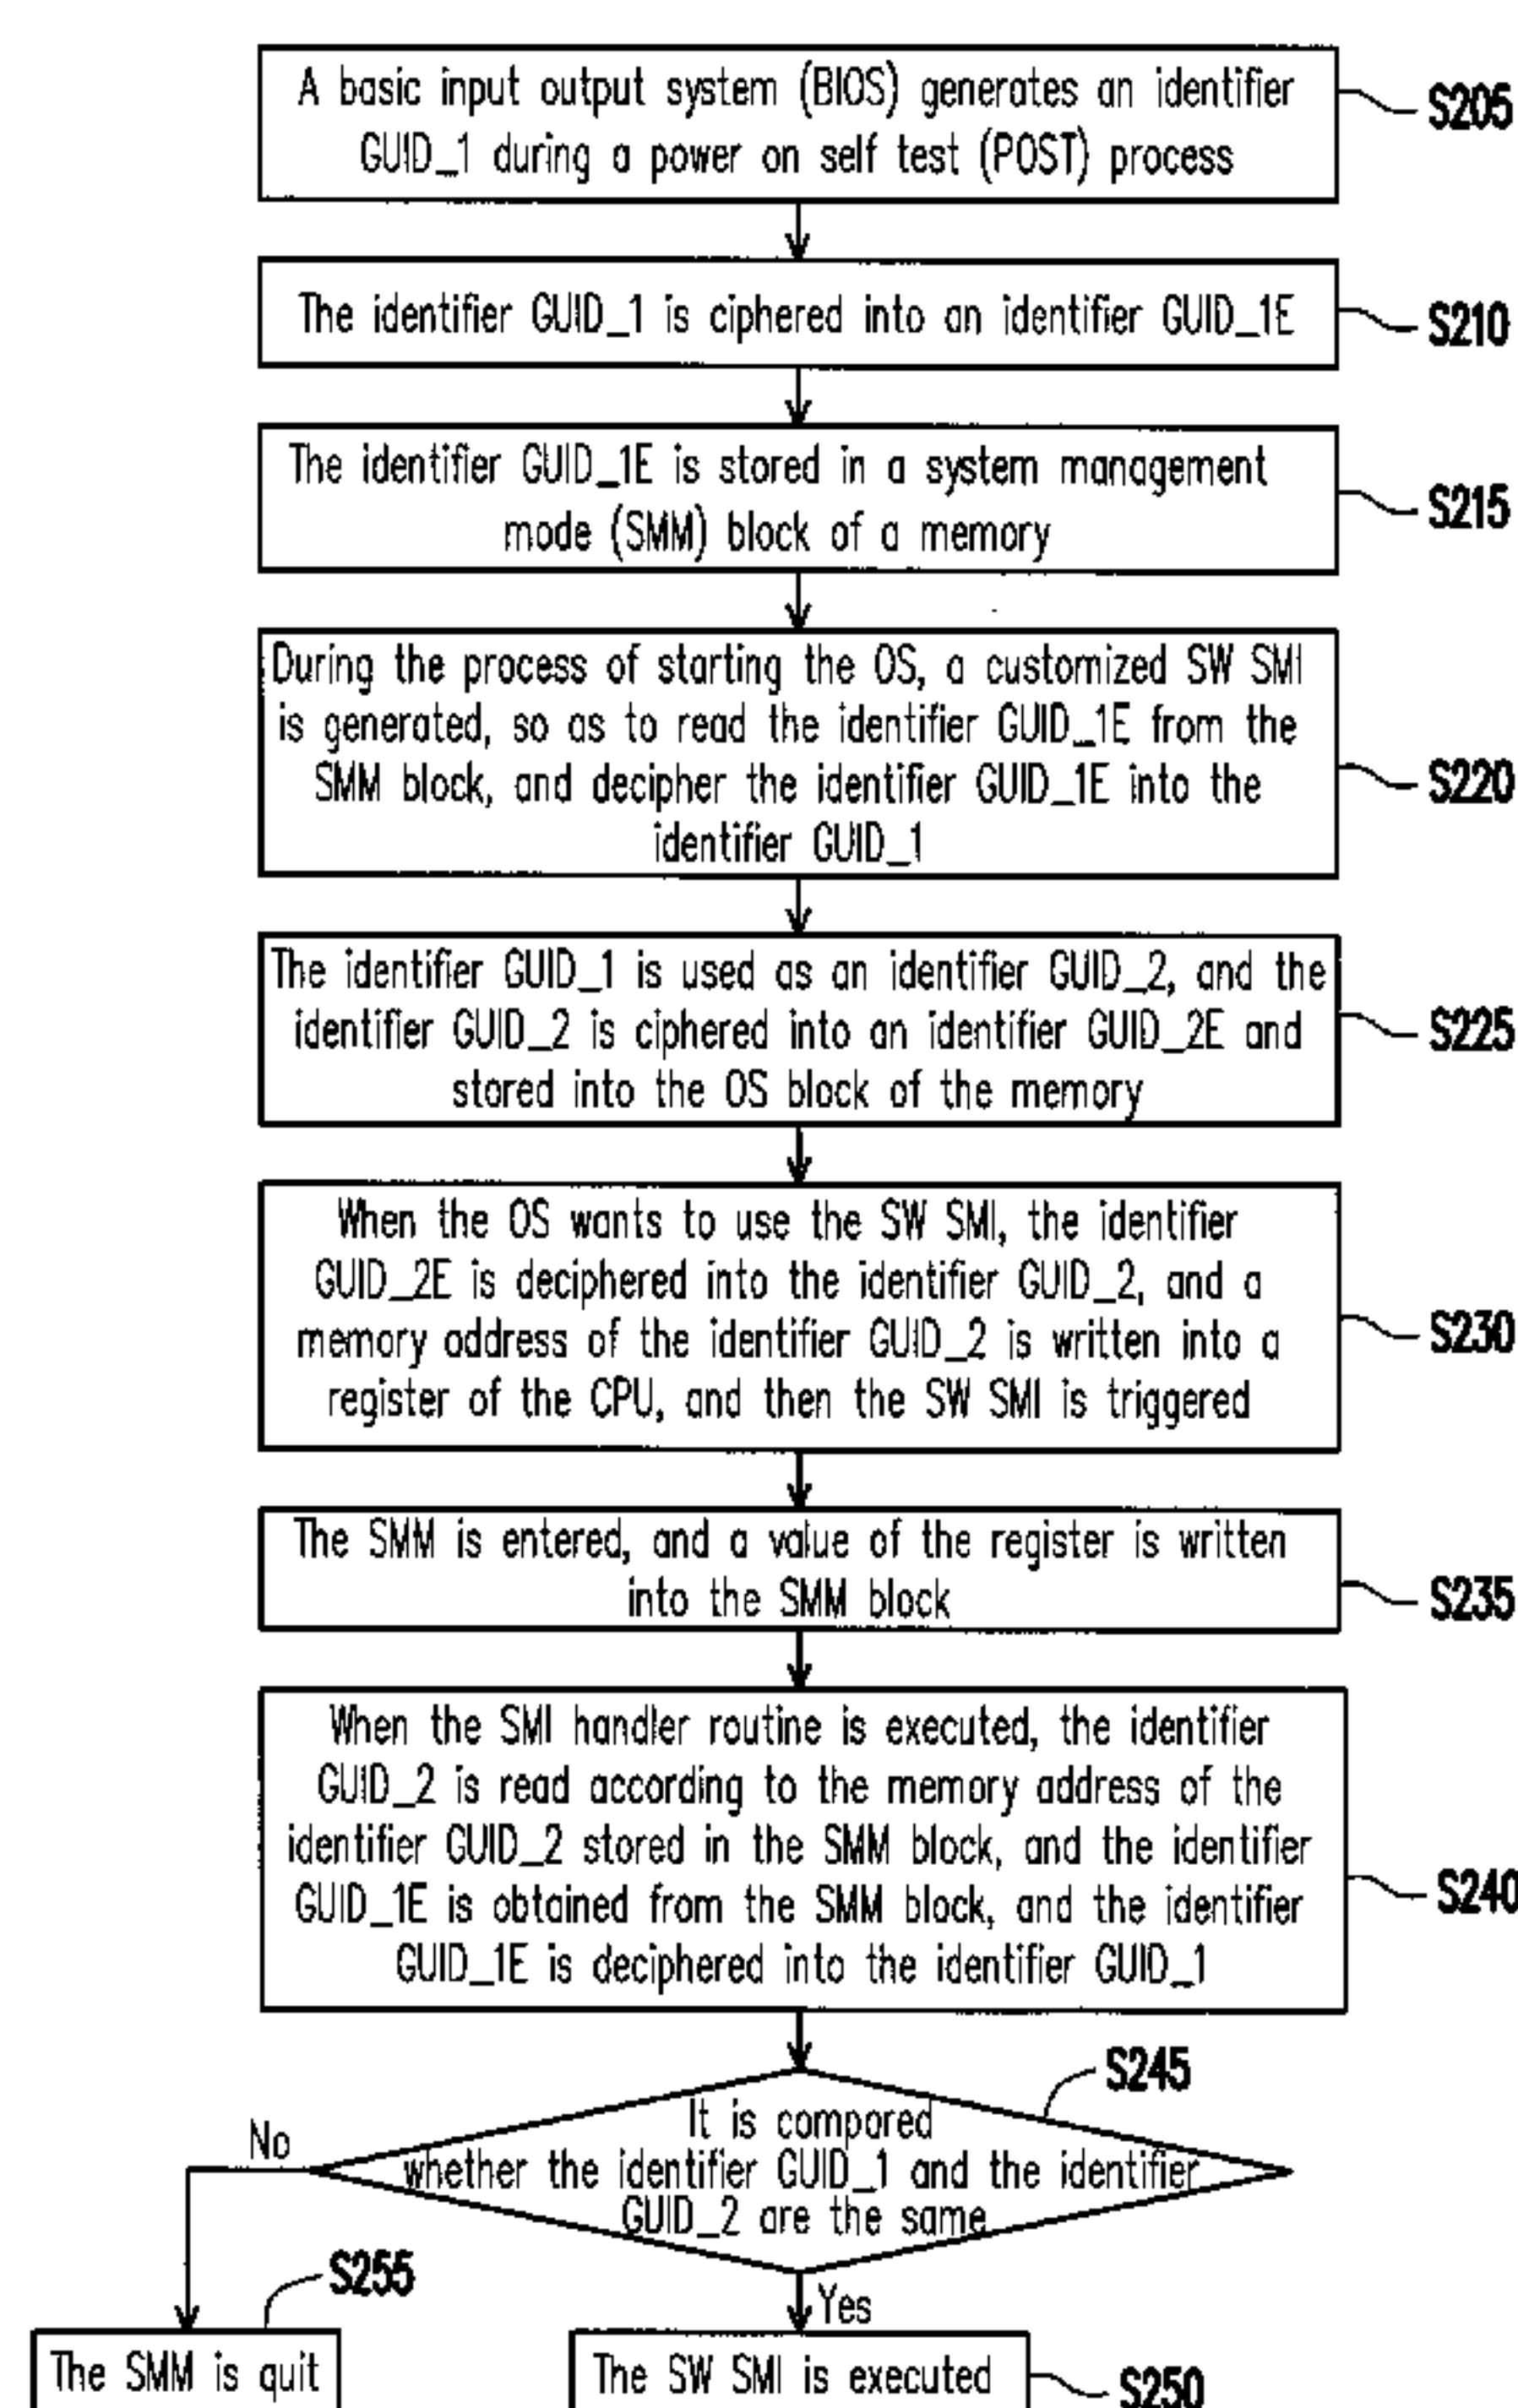 A basic input output system (BIOS) generates an identifier
GUID_1 during a power on self test (POST) process
S205
The identifier GUID_1 is ciphered into an identifier GUID_1E
S210
The identifier GUID_1E is stored in a system management
mode (SMM) block of a memory
S215
During the process of starting the OS, a customized SW SMI
is generated, so as to read the identifier GUID_1E from the
SMM block, and decipher the identifier GUID_1E into the
identifier GUID_1
S220
The identifier GUID_1 is used as an identifier GUID_2, and the
identifier GUID_2 is ciphered into an identifier GUID_2E and
stored into the OS block of the memory
S225
When the OS wants to use the SW SMI, the identifier
GUID_2E is deciphered into the identifier GUID_2, and a
memory address of the identifier GUID_2 is written into a
register of the CPU, and then the SW SMI is triggered
S230
The SMM is entered, and a value of the register is written
into the SMM block
S235
When the SMI handler routine is executed, the identifier
GUID_2 is read according to the memory address of the
identifier GUID_2 stored in the SMM block, and the identifier
GUID_1E is obtained from the SMM block, and the identifier
GUID_1E is deciphered into the identifier GUID_1
S240
S245
It is compared
whether the identifier GUID_1 and the identifier
GUID_2 are the same
No
Yes
S255
The SMM is quit
The SW SMI is executed
S250